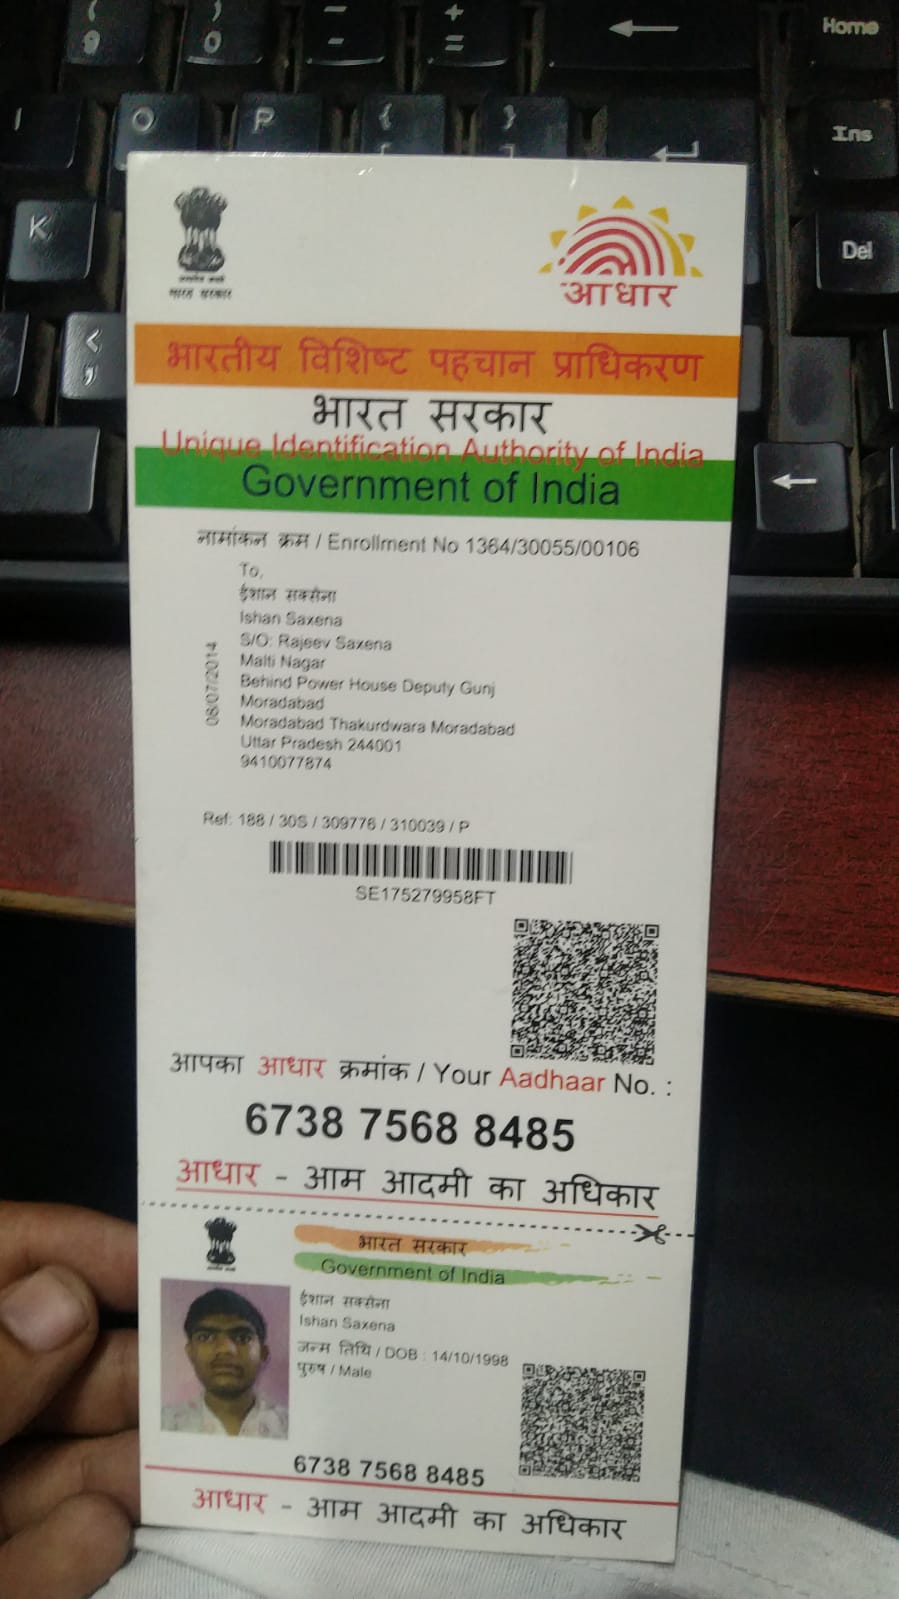 ( 9
) 0
_ -
+ =
Home
I
O
P
{ [
} ]
Ins
K
Del
< ,
भारत सरकार
आधार
भारतीय विशिष्ट पहचान प्राधिकरण
भारत सरकार
Unique Identification Authority of India
Government of India
नामांकन क्रम / Enrollment No 1364/30055/00106
To,
ईशान सक्सेना
Ishan Saxena
S/O: Rajeev Saxena
Malti Nagar
Behind Power House Deputy Gunj
Moradabad
Moradabad Thakurdwara Moradabad
Uttar Pradesh 244001
9410077874
08/07/2014
Ref: 188 / 30S / 309776 / 310039 / P
SE175279958FT
आपका आधार क्रमांक / Your Aadhaar No. :
6738 7568 8485
आधार - आम आदमी का अधिकार
भारत सरकार
Government of India
ईशान सक्सेना
Ishan Saxena
जन्म तिथि / DOB : 14/10/1998
पुरुष / Male
6738 7568 8485
आधार - आम आदमी का अधिकार